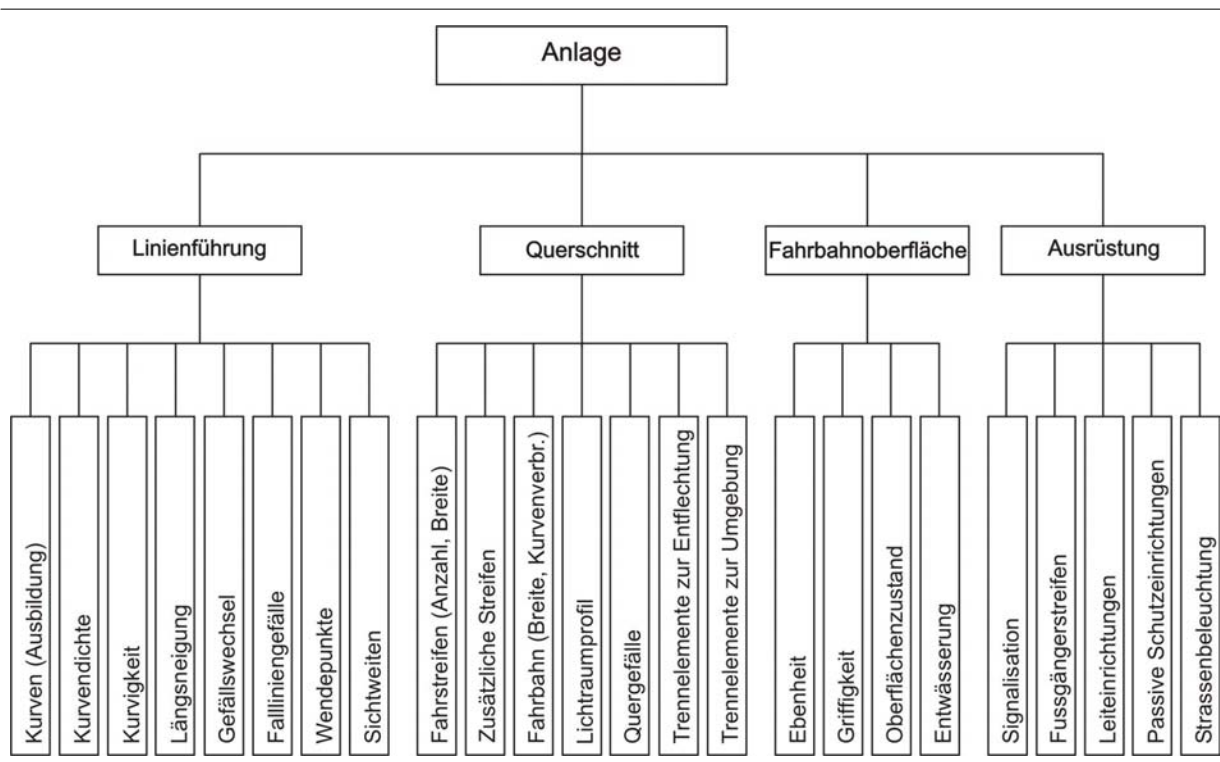 Anlage
Linienführung
Querschnitt
Fahrbahnoberfläche
Ausrüstung
Kurven (Ausbildung)
Kurvendichte
Kurvigkeit
Längsneigung
Gefällswechsel
Falliniengefälle
Wendepunkte
Sichtweiten
Fahrstreifen (Anzahl, Breite)
Zusätzliche Streifen
Fahrbahn (Breite, Kurvenverbr.)
Lichtraumprofil
Quergefälle
Trennelemente zur Entflechtung
Trennelemente zur Umgebung
Ebenheit
Griffigkeit
Oberflächenzustand
Entwässerung
Signalisation
Fussgängerstreifen
Leiteinrichtungen
Passive Schutzeinrichtungen
Strassenbeleuchtung